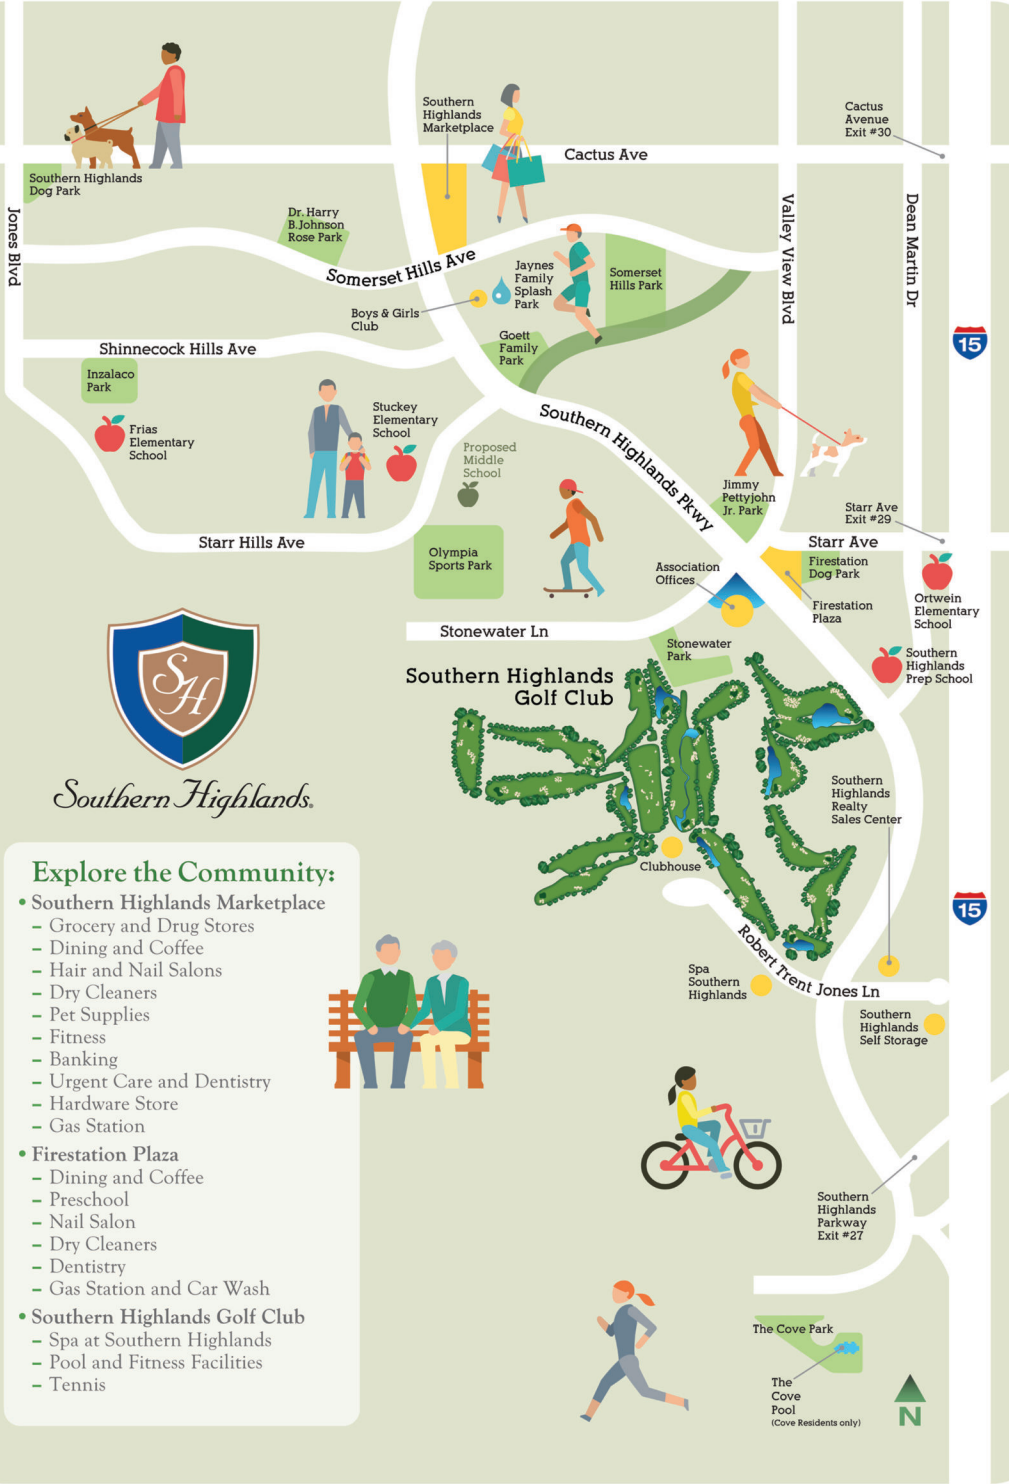 Southern
Highlands
Marketplace
Cactus
Avenue
Exit #30
Cactus Ave
Southern Highlands
Dog Park
Jones Blvd
Dr. Harry
B.Johnson
Rose Park
Valley View Blvd
Dean Martin Dr
Somerset Hills Ave
Jaynes
Family
Splash
Park
Somerset
Hills Park
Boys & Girls
Club
15
Goett
Family
Park
Shinnecock Hills Ave
Inzalaco
Park
Frias
Elementary
School
Stuckey
Elementary
School
Southern Highlands Pkwy
Proposed
Middle
School
Jimmy
Pettyjohn
Jr. Park
Starr Ave
Exit #29
Starr Hills Ave
Starr Ave
Olympia
Sports Park
Association
Offices
Firestation
Dog Park
Firestation
Plaza
Ortwein
Elementary
School
Stonewater Ln
Stonewater
Park
Southern
Highlands
Prep School
Southern Highlands
Golf Club
SH
Southern Highlands.
Southern
Highlands
Realty
Sales Center
Clubhouse
15
Robert Trent Jones Ln
Spa
Southern
Highlands
Southern
Highlands
Self Storage
Explore the Community:
• Southern Highlands Marketplace
– Grocery and Drug Stores
– Dining and Coffee
– Hair and Nail Salons
– Dry Cleaners
– Pet Supplies
– Fitness
– Banking
– Urgent Care and Dentistry
– Hardware Store
– Gas Station
• Firestation Plaza
– Dining and Coffee
– Preschool
– Nail Salon
– Dry Cleaners
– Dentistry
– Gas Station and Car Wash
• Southern Highlands Golf Club
– Spa at Southern Highlands
– Pool and Fitness Facilities
– Tennis
Southern
Highlands
Parkway
Exit #27
The Cove Park
The
Cove
Pool
(Cove Residents only)
N